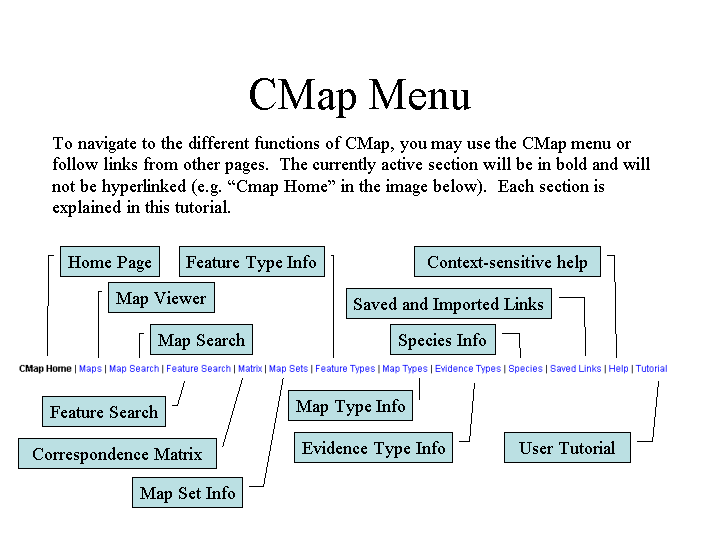 CMap Menu
To navigate to the different functions of CMap, you may use the CMap menu or
follow links from other pages.  The currently active section will be in bold and will
not be hyperlinked (e.g. “Cmap Home” in the image below).  Each section is
explained in this tutorial.
Home Page
Feature Type Info
Context-sensitive help
Map Viewer
Saved and Imported Links
Map Search
Species Info
CMap Home | Maps | Map Search | Feature Search | Matrix | Map Sets | Feature Types | Map Types | Evidence Types | Species | Saved Links | Help | Tutorial
Feature Search
Map Type Info
Correspondence Matrix
Evidence Type Info
User Tutorial
Map Set Info